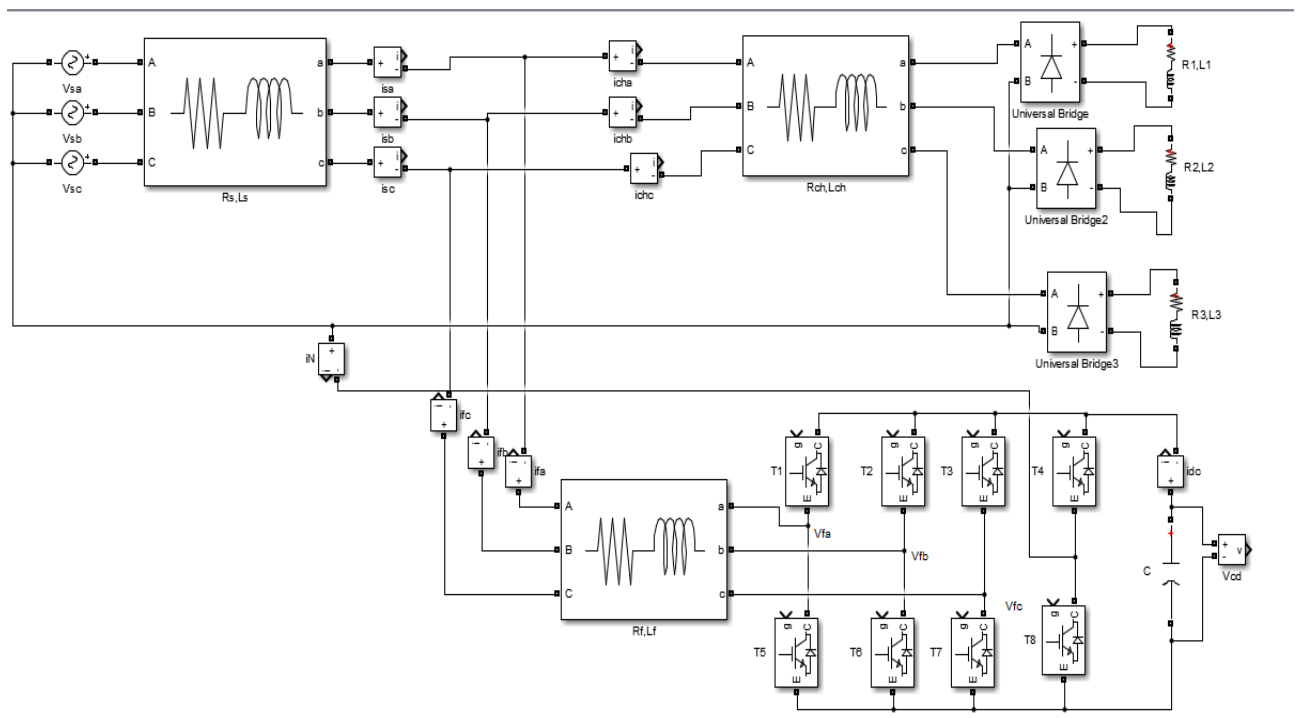 Vsa
Vsb
Vsc
A
B
C
a
b
c
Rs,Ls
+
i
-
isa
+
i
-
isb
+
i
-
isc
+
i
-
icha
+
i
-
ichb
+
i
-
ichc
A
B
C
a
b
c
Rch,Lch
A
B
+
-
Universal Bridge
R1,L1
A
B
+
-
Universal Bridge2
R2,L2
A
B
+
-
Universal Bridge3
R3,L3
iN
+
i
-
ifc
i
-
+
ifb
i
-
+
ifa
i
-
+
A
B
C
a
b
c
Rf,Lf
T1
g
C
E
T2
g
C
E
T3
g
C
E
T4
g
C
E
Vfa
Vfb
Vfc
T5
g
C
E
T6
g
C
E
T7
g
C
E
T8
g
C
E
idc
i
-
+
+
C
+
-
v
Vcd